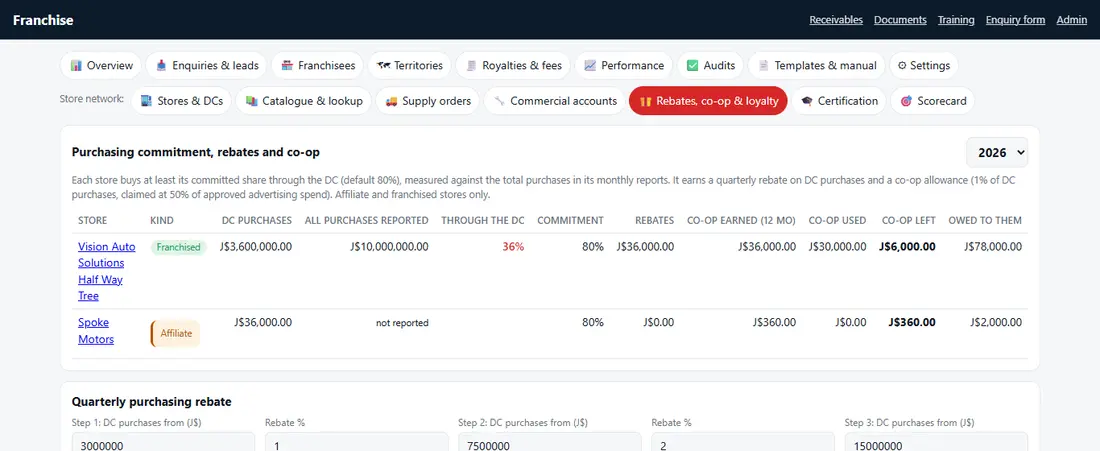 Franchise
Receivables Documents Training Enquiry form Admin
Overview Enquiries & leads Franchisees Territories Royalties & fees Performance Audits Templates & manual Settings
Store network: Stores & DCs Catalogue & lookup Supply orders Commercial accounts Rebates, co-op & loyalty Certification Scorecard
Purchasing commitment, rebates and co-op
2026
Each store buys at least its committed share through the DC (default 80%), measured against the total purchases in its monthly reports. It earns a quarterly rebate on DC purchases and a co-op allowance (1% of DC
purchases, claimed at 50% of approved advertising spend). Affiliate and franchised stores only.
STORE KIND DC PURCHASES ALL PURCHASES REPORTED THROUGH THE DC COMMITMENT REBATES CO-OP EARNED (12 MO) CO-OP USED CO-OP LEFT OWED TO THEM
Vision Auto Franchised J$3,600,000.00 J$10,000,000.00 36% 80% J$36,000.00 J$36,000.00 J$30,000.00 J$6,000.00 J$78,000.00
Solutions
Half Way
Tree
Spoke J$36,000.00 not reported 80% J$0.00 J$360.00 J$0.00 J$360.00 J$2,000.00
Motors Affiliate
Quarterly purchasing rebate
Step 1: DC purchases from (J$) Rebate % Step 2: DC purchases from (J$) Rebate % Step 3: DC purchases from (J$)
3000000 1 7500000 2 15000000